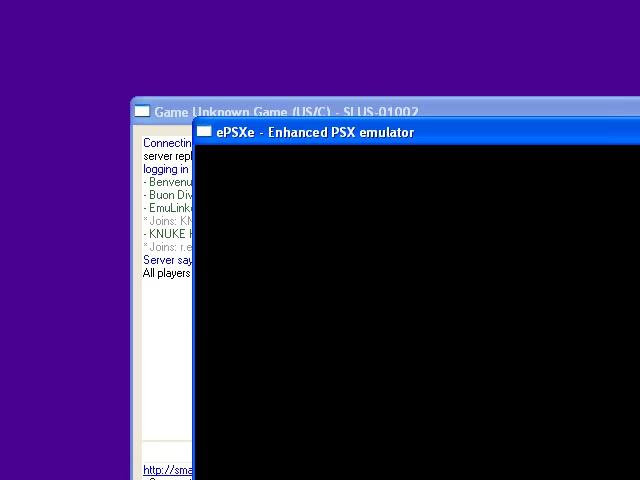 Game Unknown Game (US/C) - SLUS-01002
ePSXe - Enhanced PSX emulator
Connectin
server repl
logging in
- Benvenu
- Buon Div
- EmuLink
* Joins: KN
- KNUKE
* Joins: r.e
Server say
All players
http://sma